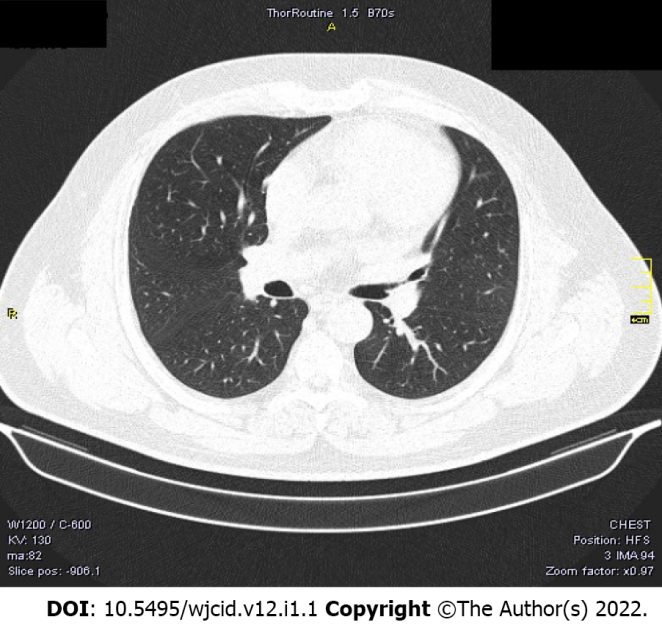 ThorRoutine 1.5 B70s
A
R
4cm
W1200 / C-600
KV: 130
ma:82
Slice pos: -906.1
CHEST
Position: HFS
3 IMA 94
Zoom factor: x0.97
DOI: 10.5495/wjcid.v12.i1.1 Copyright ©The Author(s) 2022.